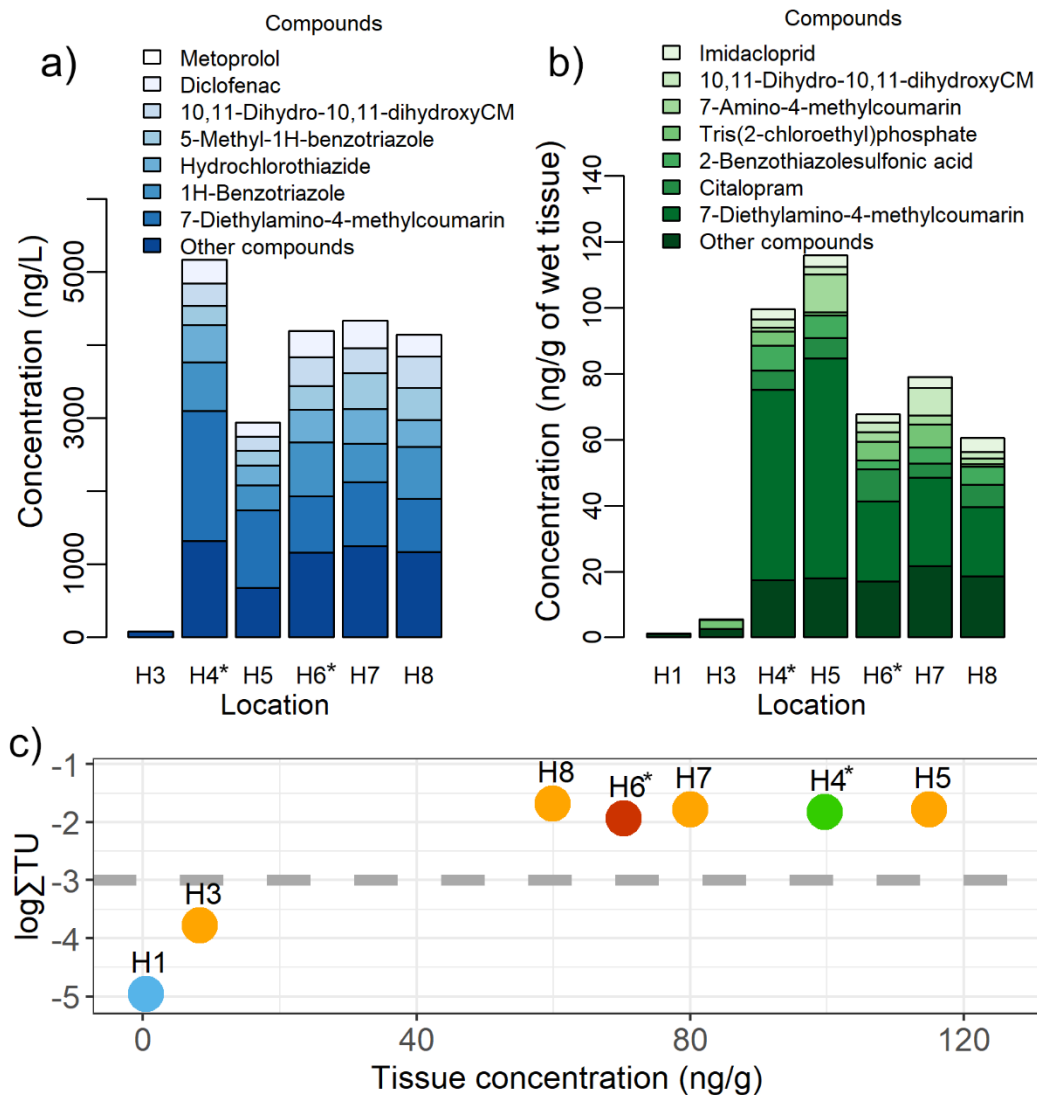 a)
Compounds
Metoprolol
Diclofenac
10,11-Dihydro-10,11-dihydroxyCM
5-Methyl-1H-benzotriazole
Hydrochlorothiazide
1H-Benzotriazole
7-Diethylamino-4-methylcoumarin
Other compounds
Concentration (ng/L)
5000
3000
1000
0
H3 H4* H5 H6* H7 H8
Location
b)
Compounds
Imidacloprid
10,11-Dihydro-10,11-dihydroxyCM
7-Amino-4-methylcoumarin
Tris(2-chloroethyl)phosphate
2-Benzothiazolesulfonic acid
Citalopram
7-Diethylamino-4-methylcoumarin
Other compounds
Concentration (ng/g of wet tissue)
140
120
100
80
60
40
20
0
H1 H3 H4* H5 H6* H7 H8
Location
c)
log∑TU
-1
-2
-3
-4
-5
H8 H6* H7 H4* H5
H3
H1
0 40 80 120
Tissue concentration (ng/g)